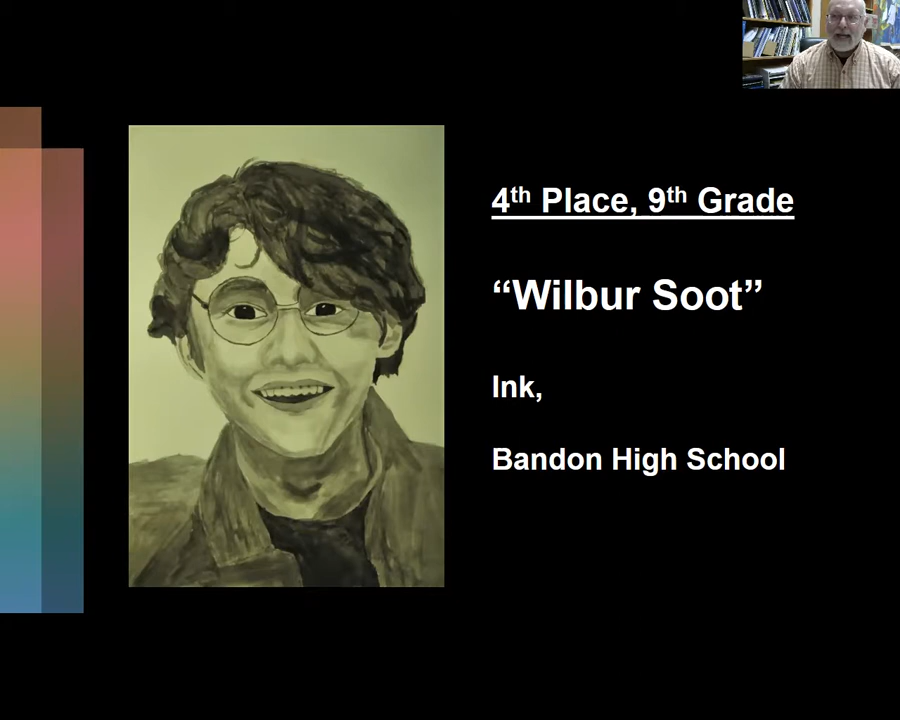 4th Place, 9th Grade
“Wilbur Soot”
Ink,
Bandon High School